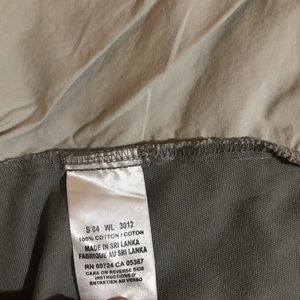 S'04 WL 3012
100% COTTON / COTON
MADE IN SRI LANKA
FABRIQUE AU SRI LANKA
RN 69724 CA 05367
CARE ON REVERSE SIDE
INSTRUCTIONS D'
ENTRETIEN AU VERSO